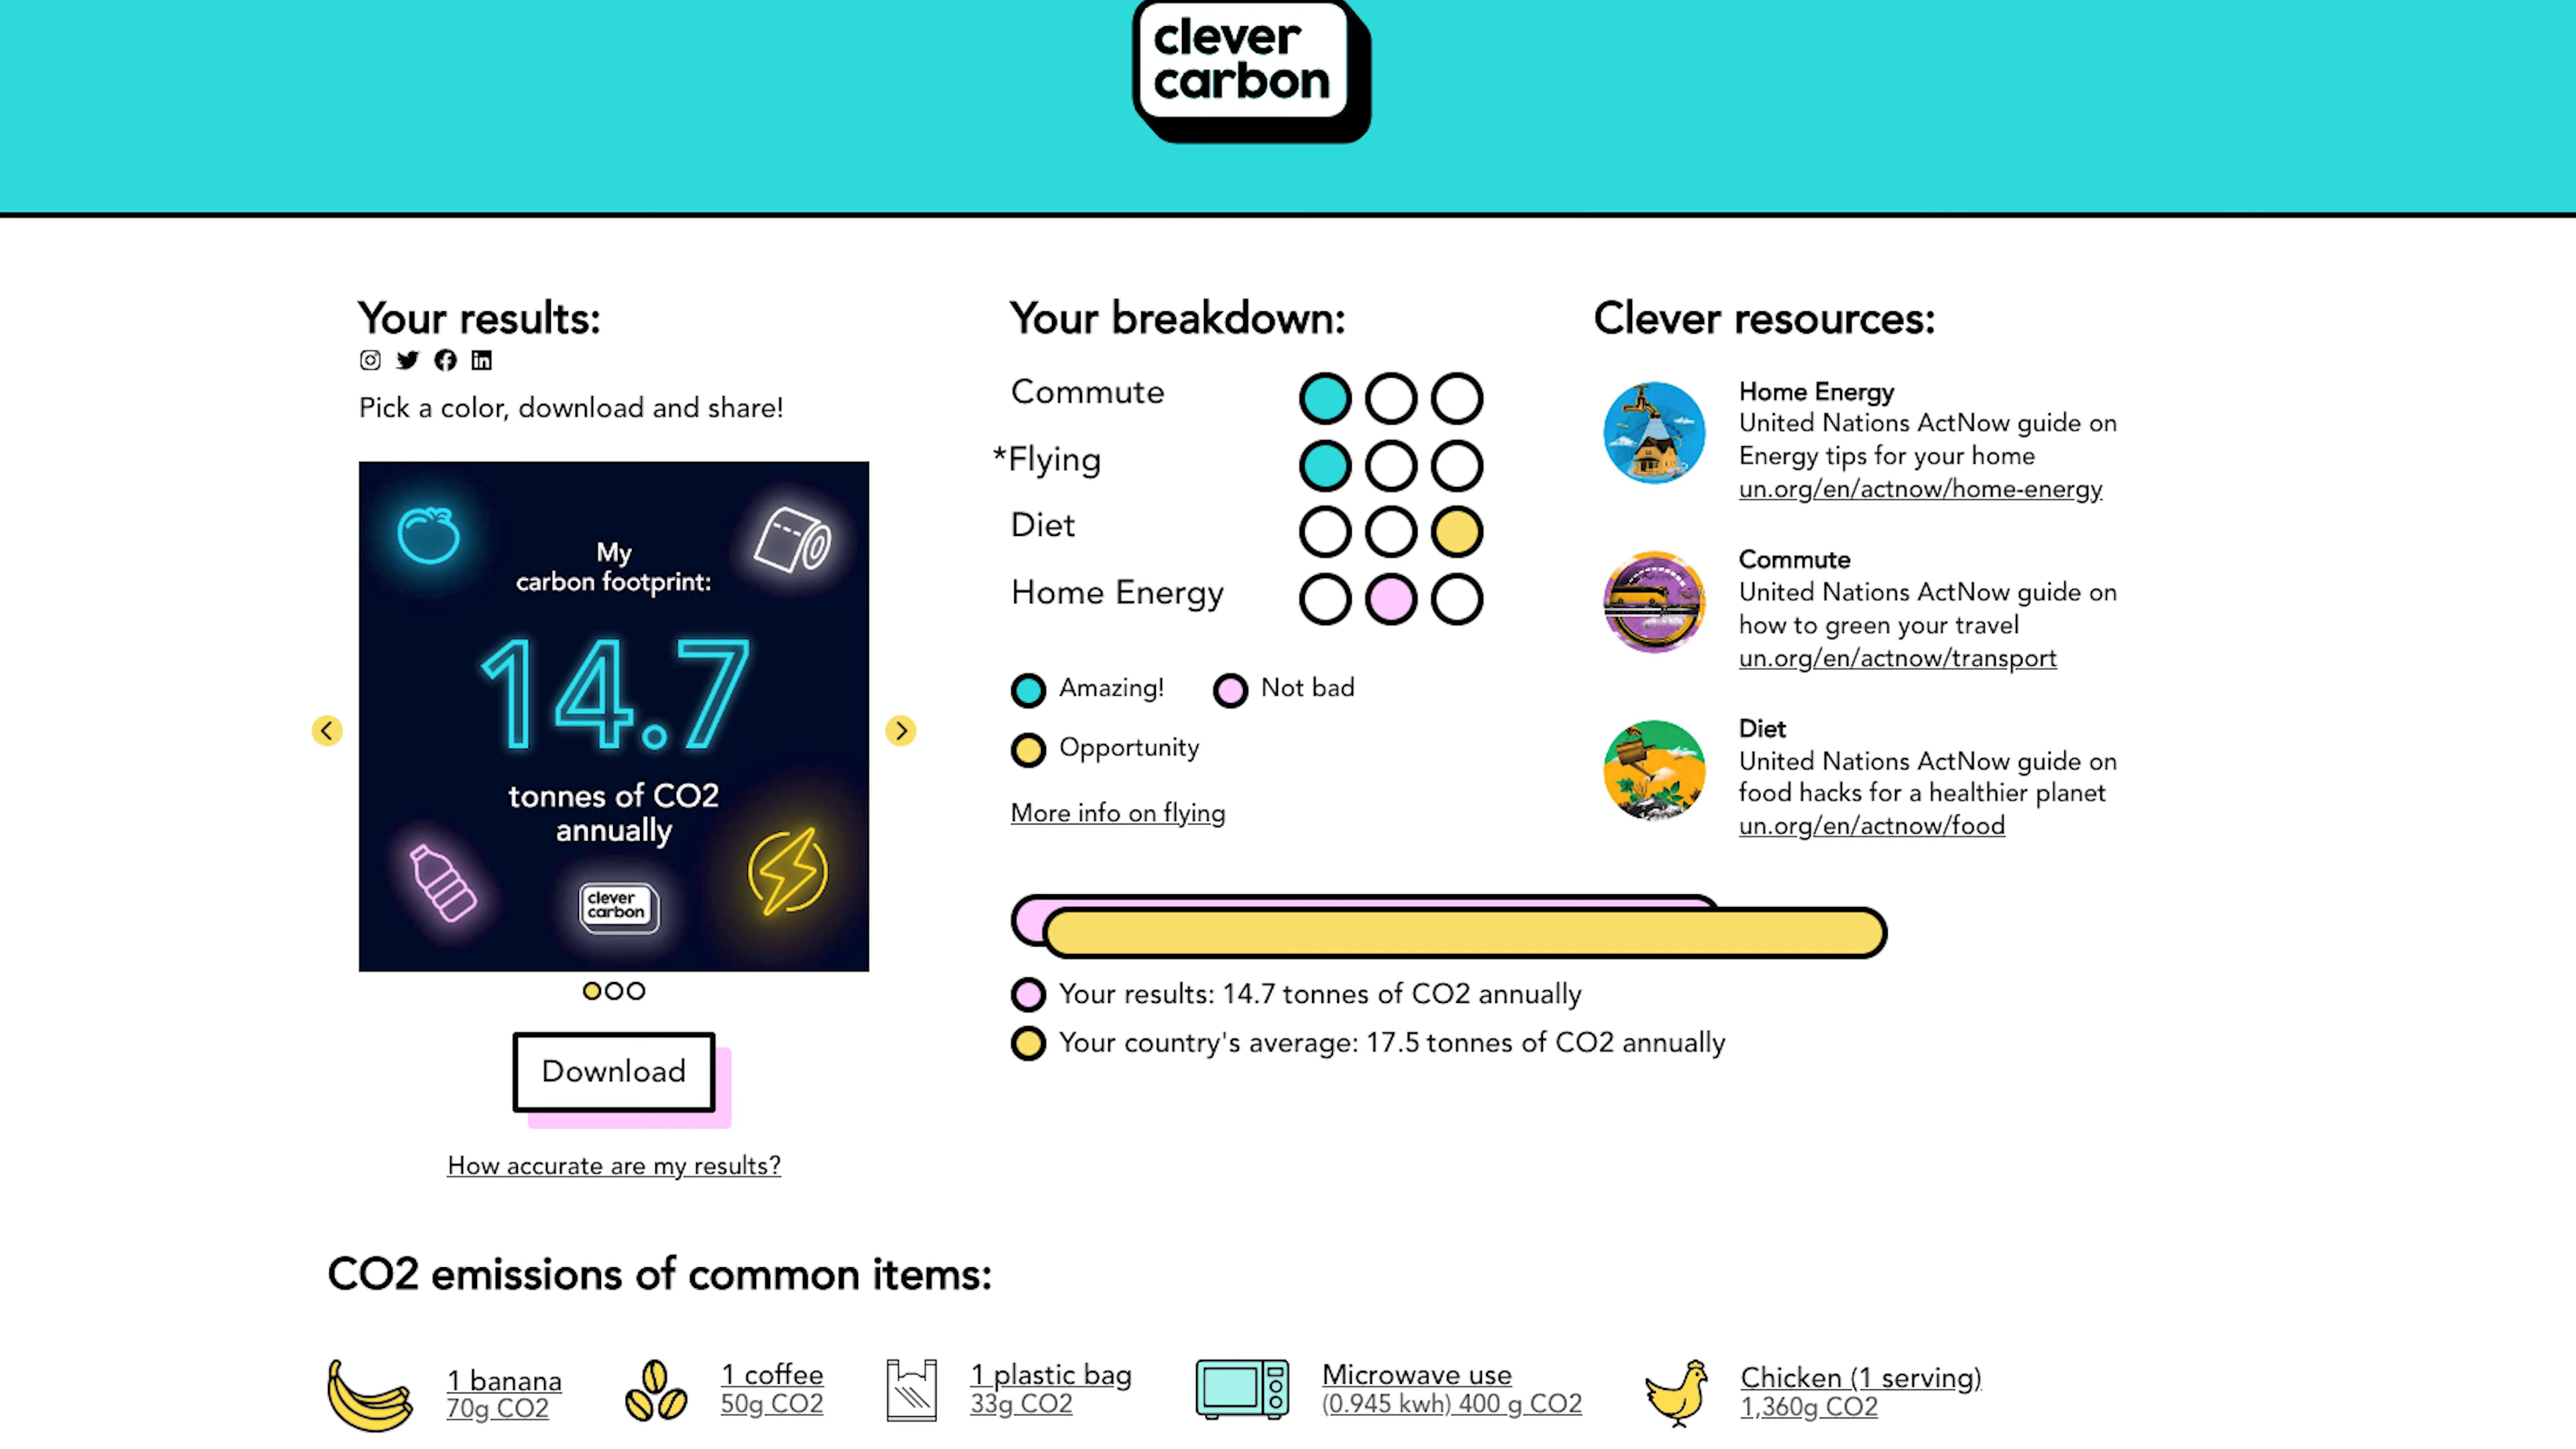 clever
carbon
Your results:
Pick a color, download and share!
My
carbon footprint:
14.7
tonnes of CO2
annually
clever
carbon
Download
How accurate are my results?
Your breakdown:
Commute
*Flying
Diet
Home Energy
Amazing!
Not bad
Opportunity
More info on flying
Clever resources:
Home Energy
United Nations ActNow guide on
Energy tips for your home
un.org/en/actnow/home-energy
Commute
United Nations ActNow guide on
how to green your travel
un.org/en/actnow/transport
Diet
United Nations ActNow guide on
food hacks for a healthier planet
un.org/en/actnow/food
Your results: 14.7 tonnes of CO2 annually
Your country's average: 17.5 tonnes of CO2 annually
CO2 emissions of common items:
1 banana
70g CO2
1 coffee
50g CO2
1 plastic bag
33g CO2
Microwave use
(0.945 kwh) 400 g CO2
Chicken (1 serving)
1,360g CO2